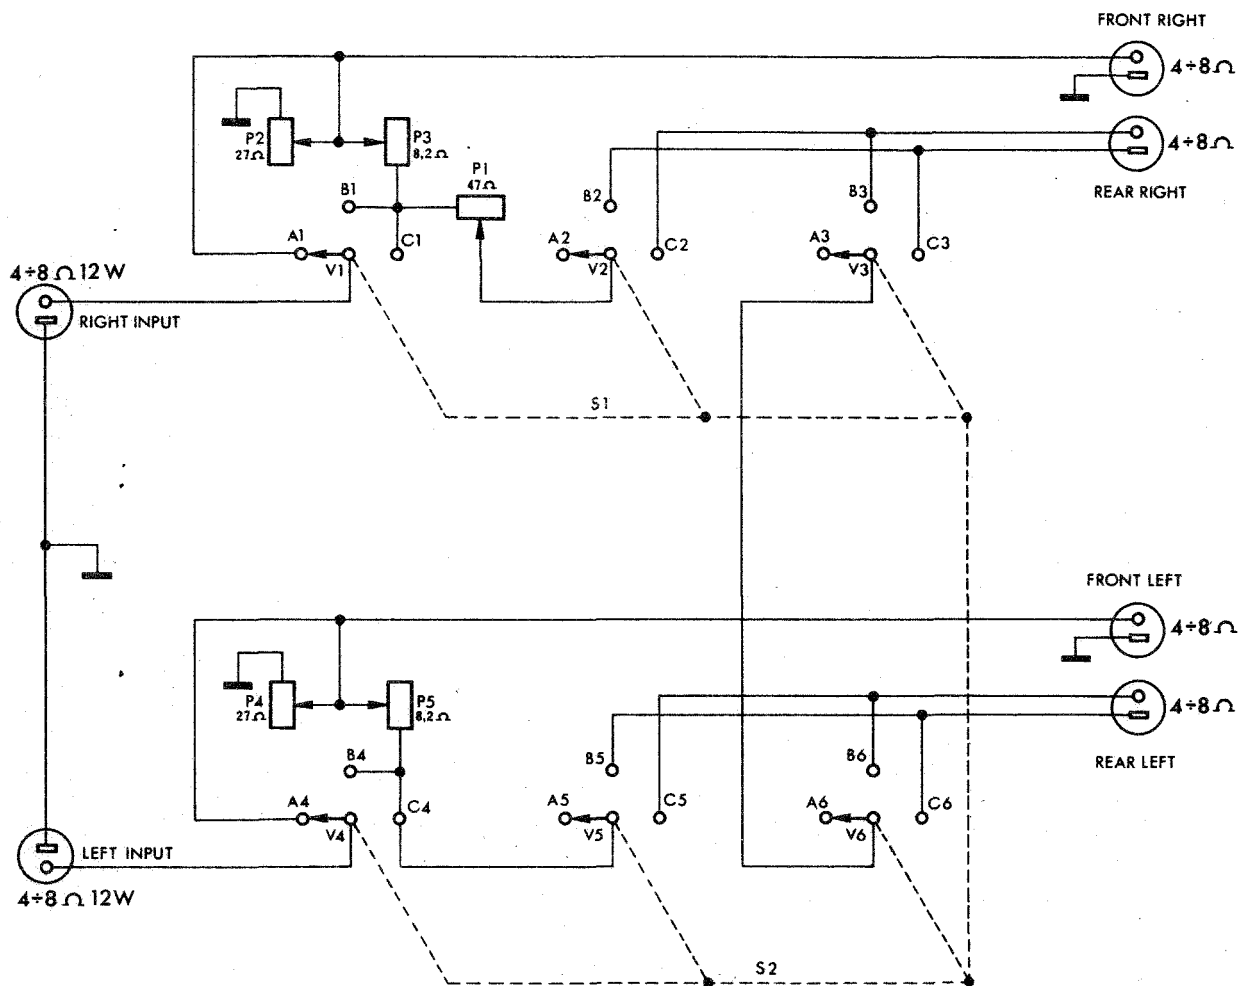 FRONT RIGHT
4÷8Ω
4÷8Ω
REAR RIGHT
P2
27Ω
P3
8,2Ω
P1
47Ω
B1
A1
V1
C1
B2
A2
V2
C2
B3
A3
V3
C3
4÷8Ω 12W
RIGHT INPUT
S1
FRONT LEFT
4÷8Ω
4÷8Ω
REAR LEFT
P4
27Ω
P5
8,2Ω
B4
A4
V4
C4
B5
A5
V5
C5
B6
A6
V6
C6
LEFT INPUT
4÷8Ω 12W
S2